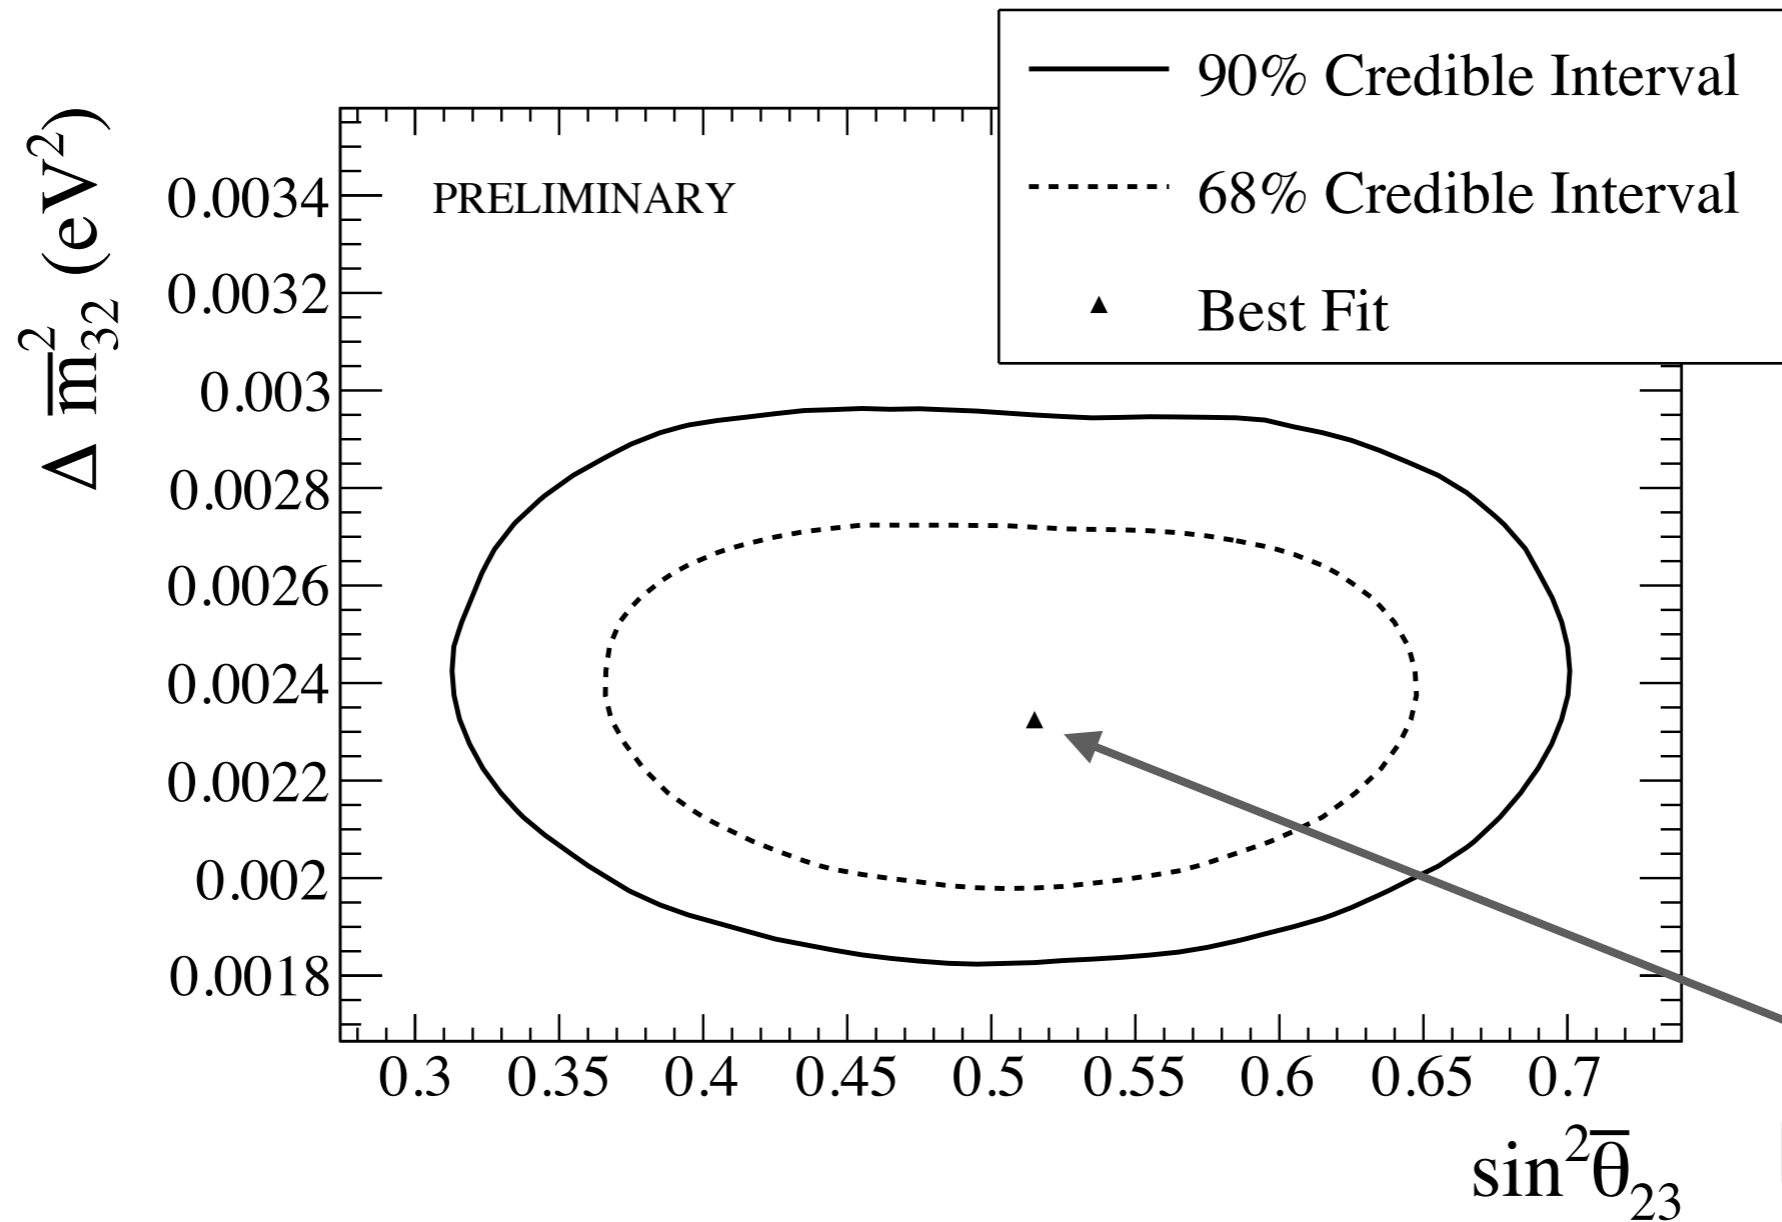 90% Credible Interval
68% Credible Interval
Best Fit
PRELIMINARY
Δ m̅²₃₂ (eV²)
0.0034
0.0032
0.003
0.0028
0.0026
0.0024
0.0022
0.002
0.0018
0.3 0.35 0.4 0.45 0.5 0.55 0.6 0.65 0.7
sin²θ̅₂₃